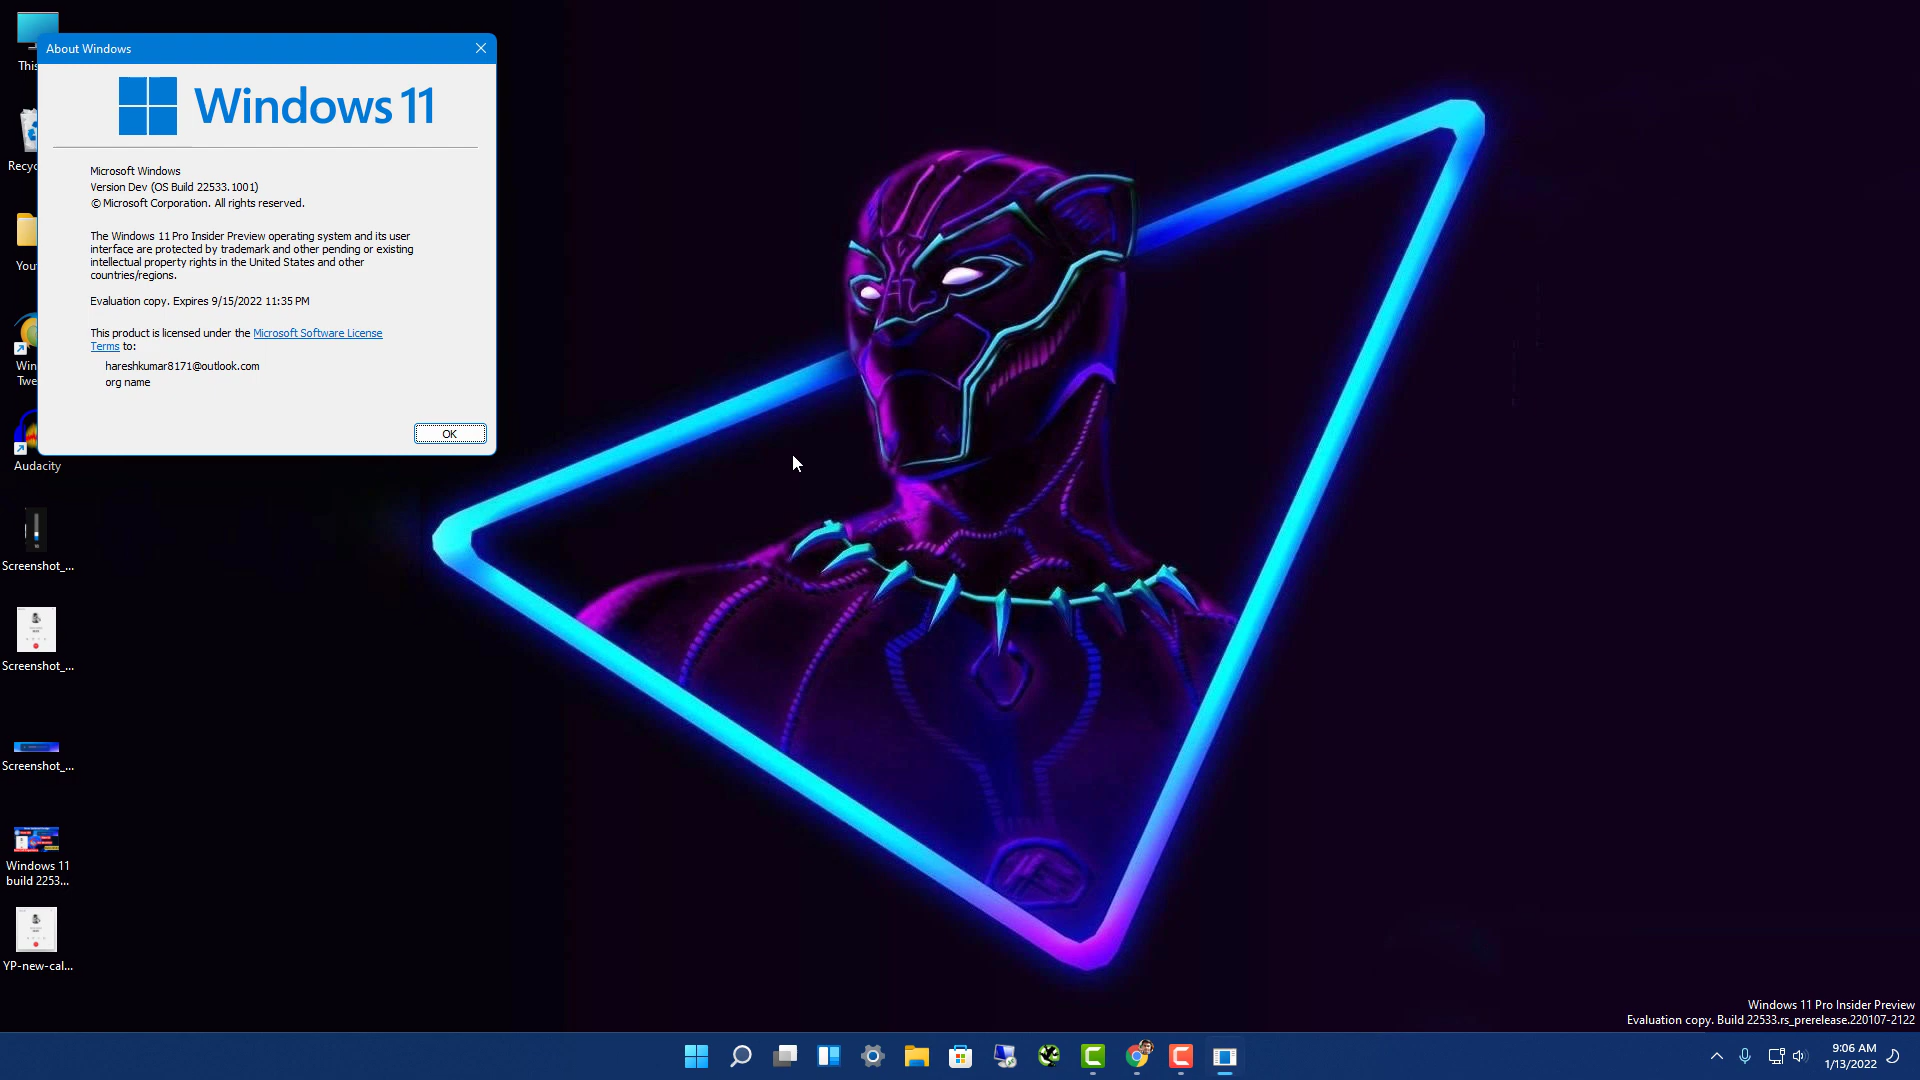 About Windows
Windows 11
Microsoft Windows
Version Dev (OS Build 22533.1001)
© Microsoft Corporation. All rights reserved.
The Windows 11 Pro Insider Preview operating system and its user
interface are protected by trademark and other pending or existing
intellectual property rights in the United States and other
countries/regions.
Evaluation copy. Expires 9/15/2022 11:35 PM
This product is licensed under the Microsoft Software License
Terms to:
hareshkumar8171@outlook.com
org name
OK
This
Recyc
You
Win
Twe
Audacity
Screenshot_...
Screenshot_...
Screenshot_...
Windows 11
build 2253...
YP-new-cal...
Windows 11 Pro Insider Preview
Evaluation copy. Build 22533.rs_prerelease.220107-2122
9:06 AM
1/13/2022